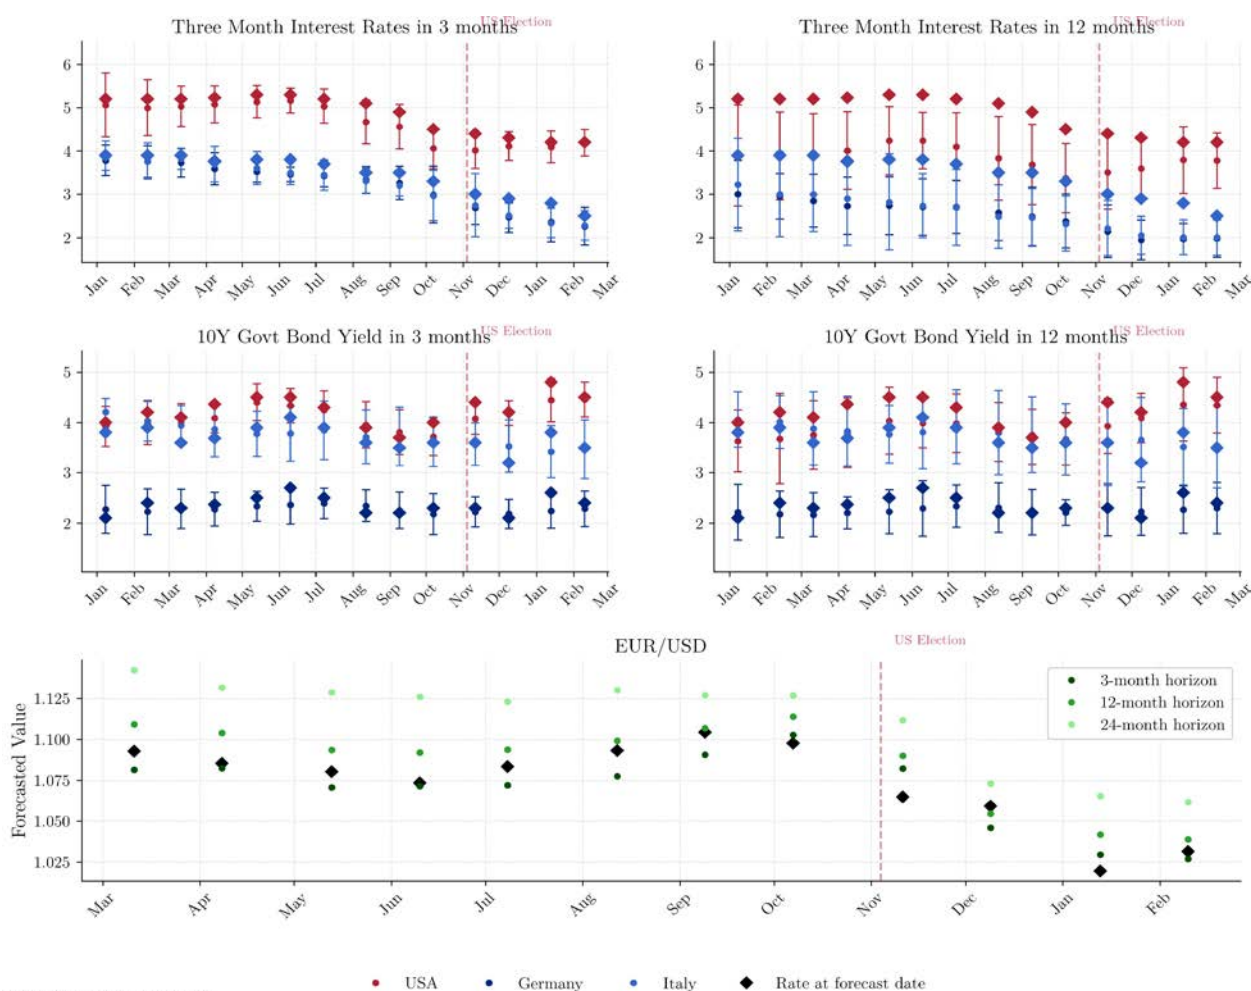 US Election US Election
Three Month Interest Rates in 3 months Three Month Interest Rates in 12 months
6 6
5 5
4 4
3 3
2 2
Jan Feb Mar Apr May Jun Jul Aug Sep Oct Nov Dec Jan Feb Mar Jan Feb Mar Apr May Jun Jul Aug Sep Oct Nov Dec Jan Feb Mar
US Election US Election
10Y Govt Bond Yield in 3 months 10Y Govt Bond Yield in 12 months
5 5
4 4
3 3
2 2
Jan Feb Mar Apr May Jun Jul Aug Sep Oct Nov Dec Jan Feb Mar Jan Feb Mar Apr May Jun Jul Aug Sep Oct Nov Dec Jan Feb Mar
EUR/USD US Election
Forecasted Value
1.125
1.100
1.075
1.050
1.025
3-month horizon
12-month horizon
24-month horizon
Mar Apr May Jun Jul Aug Sep Oct Nov Dec Jan Feb
USA Germany Italy Rate at forecast date